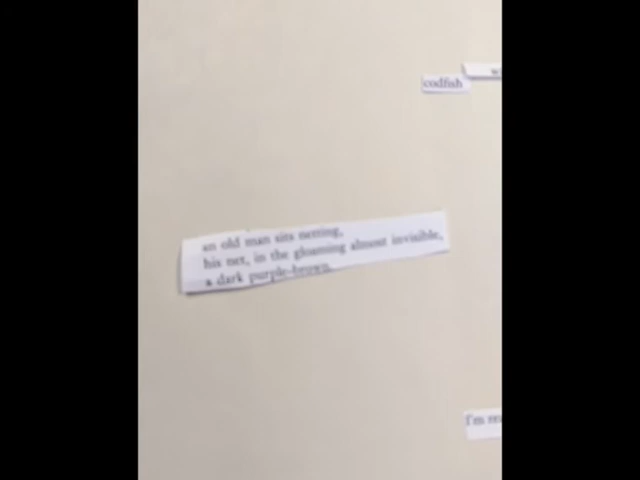 codfish
an old man sits netting,
his net, in the gloaming almost invisible,
a dark purple-brown,
I'm